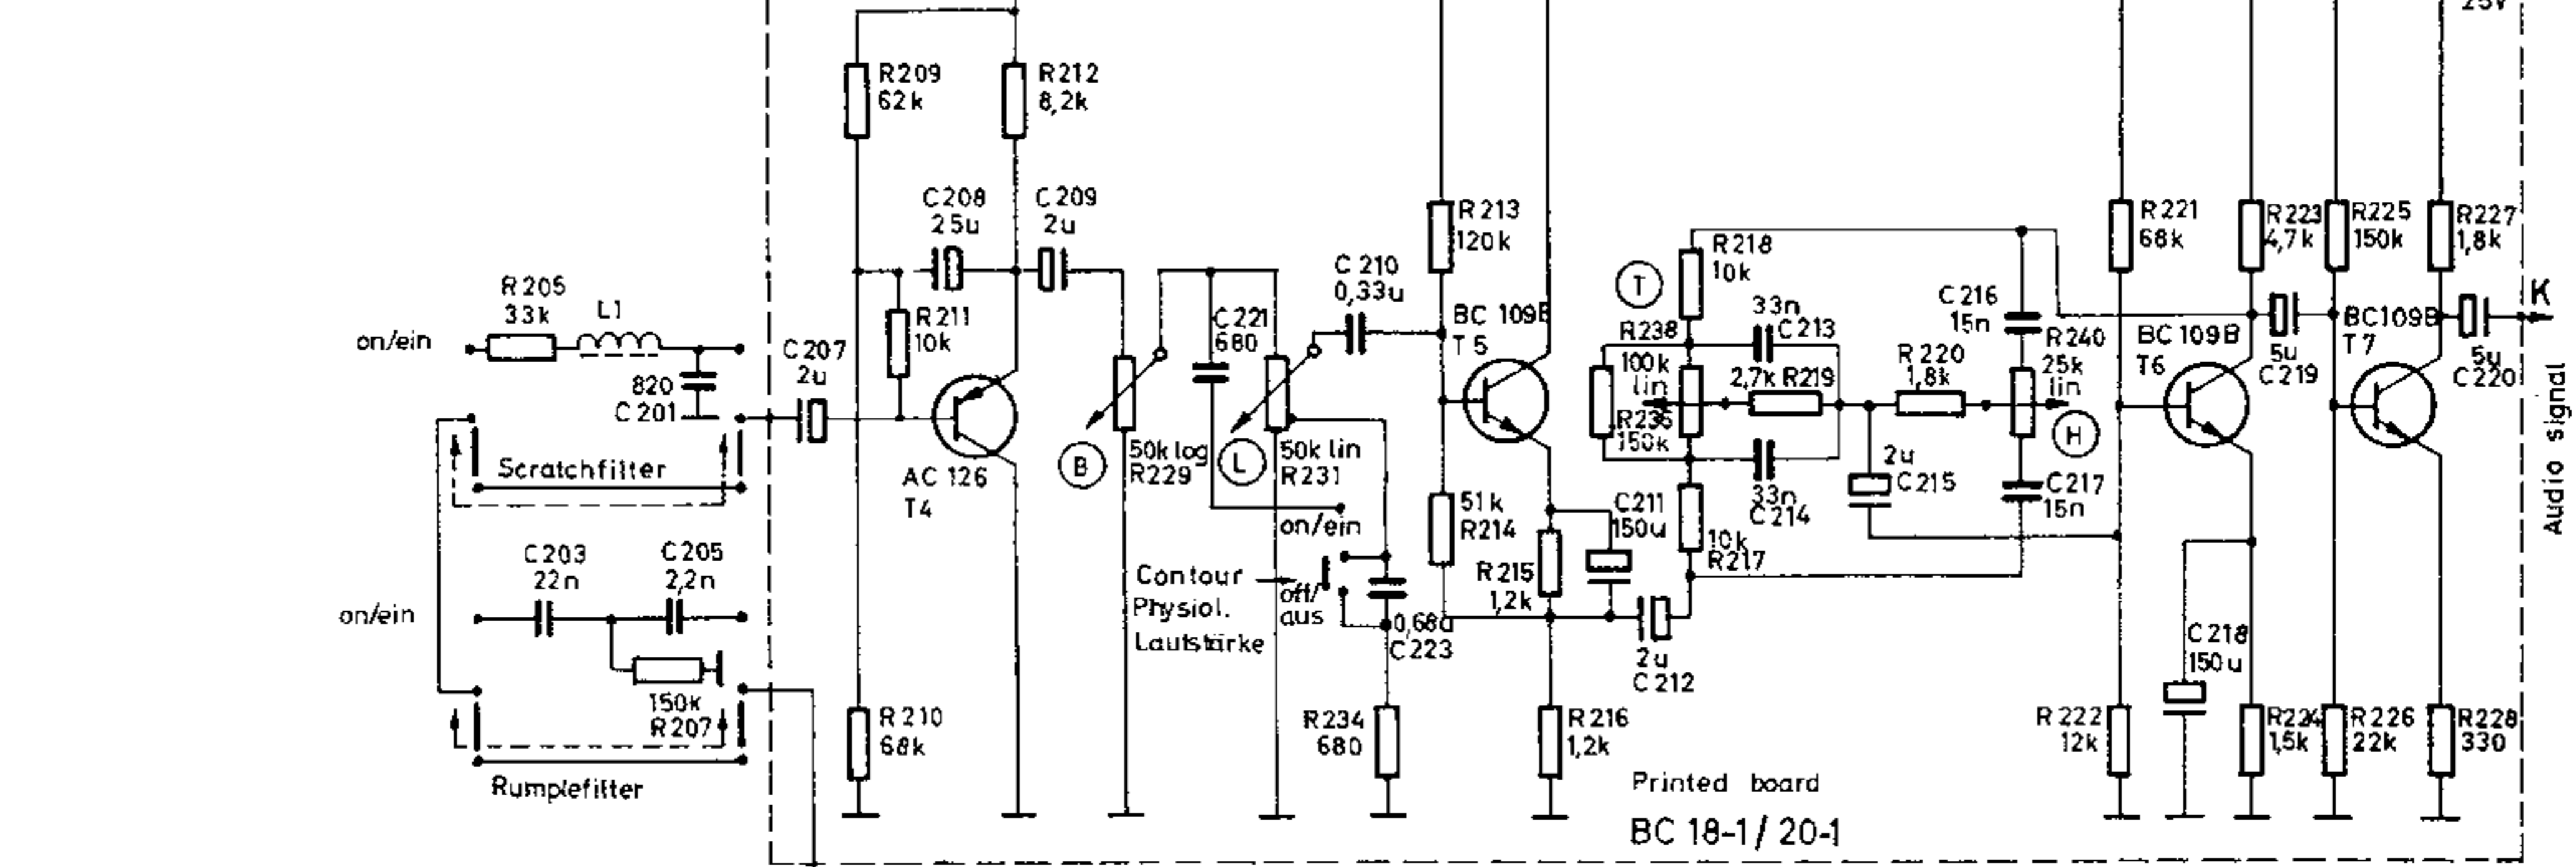 25V
R209
62k
R212
8,2k
C208
25u
C209
2u
R213
120k
R221
68k
R223
4,7k
R225
150k
R227
1,8k
K
R205
33k
L1
on/ein
820
C201
C207
2u
R211
10k
C221
680
C210
0,33u
BC 109B
T5
T
R218
10k
33n
C213
R238
100k
lin
2,7k R219
R220
1,8k
C216
15n
R240
25k
lin
BC 109B
T6
BC109B
T7
5u
C219
5u
C220
Audio signal
Scratchfilter
AC 126
T4
B
50k log
R229
L
50k lin
R231
150k
H
2u
C215
C217
15n
33n
C214
51k
R214
C211
150u
10k
R217
on/ein
C203
22n
C205
2,2n
on/ein
Contour
Physiol.
Lautstärke
off/
aus
R215
1,2k
C223
2u
C212
C218
150u
150k
R207
Rumplefilter
R210
68k
R234
680
R216
1,2k
R222
12k
R224
1,5k
R226
22k
R228
330
Printed board
BC 18-1/ 20-1